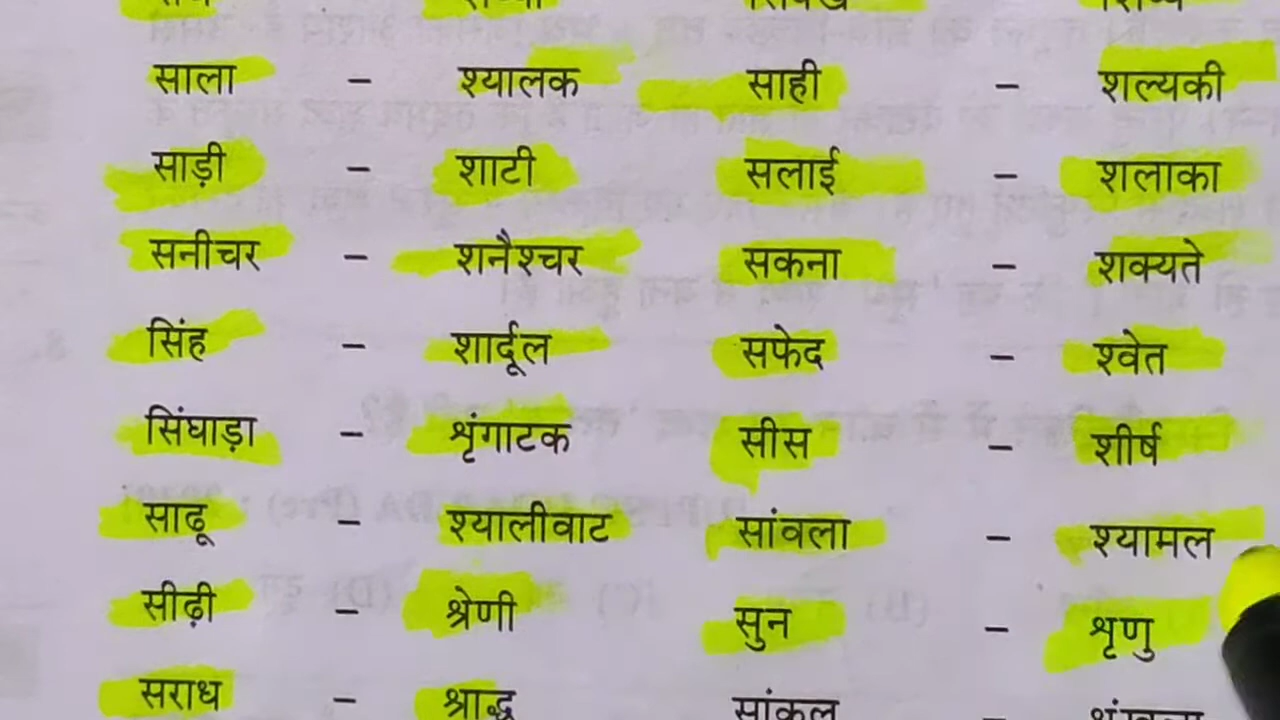 साला – श्यालक साही – शल्यकी
साड़ी – शाटी सलाई – शलाका
सनीचर – शनैश्चर सकना – शक्यते
सिंह – शार्दूल सफेद – श्वेत
सिंघाड़ा – शृंगाटक सीस – शीर्ष
साढू – श्यालीवाट सांवला – श्यामल
सीढ़ी – श्रेणी सुन – शृणु
सराध – श्राद्ध सांकल –